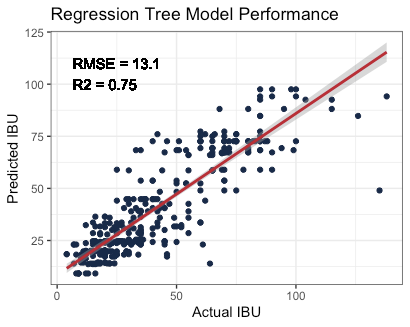 Regression Tree Model Performance
RMSE = 13.1
R2 = 0.75
125
100
75
50
25
Predicted IBU
0
50
100
Actual IBU